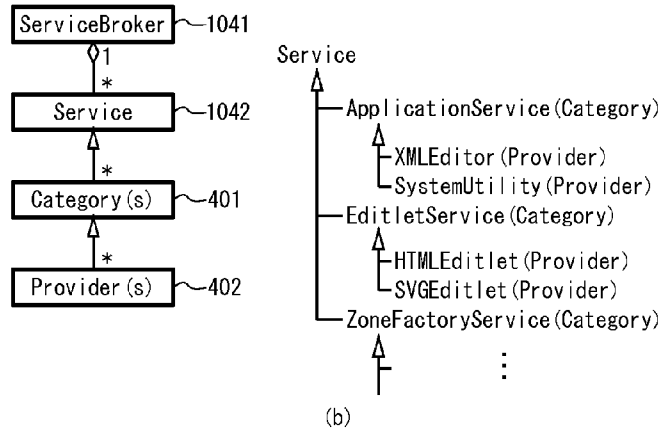 ServiceBroker 1041
1
*
Service 1042
*
Category(s) 401
*
Provider(s) 402
Service
ApplicationService(Category)
XMLEditor(Provider)
SystemUtility(Provider)
EditletService(Category)
HTMLEditlet(Provider)
SVGEditlet(Provider)
ZoneFactoryService(Category)
⋮
(b)